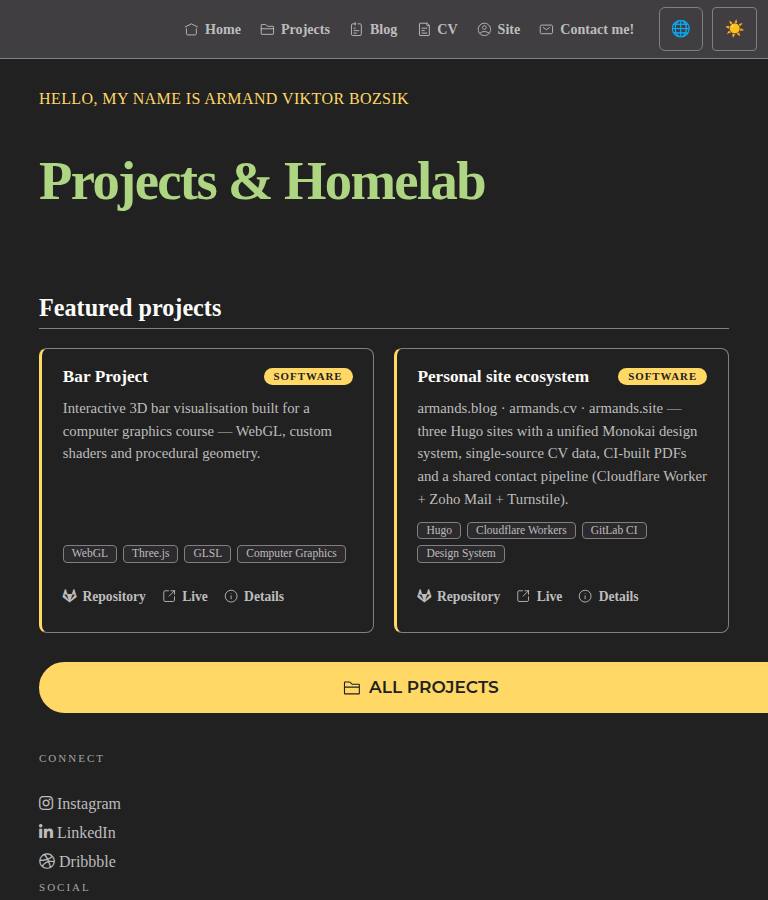 Home Projects Blog CV Site Contact me!
HELLO, MY NAME IS ARMAND VIKTOR BOZSIK
Projects & Homelab
Featured projects
Bar Project SOFTWARE
Interactive 3D bar visualisation built for a
computer graphics course — WebGL, custom
shaders and procedural geometry.
WebGL Three.js GLSL Computer Graphics
Repository Live Details
Personal site ecosystem SOFTWARE
armands.blog · armands.cv · armands.site —
three Hugo sites with a unified Monokai design
system, single-source CV data, CI-built PDFs
and a shared contact pipeline (Cloudflare Worker
+ Zoho Mail + Turnstile).
Hugo Cloudflare Workers GitLab CI
Design System
Repository Live Details
ALL PROJECTS
CONNECT
Instagram
LinkedIn
Dribbble
SOCIAL